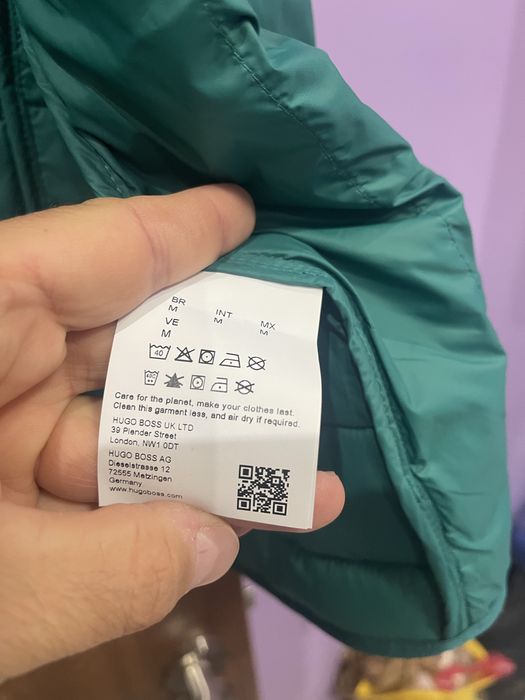 BR INT MX
M M M
VE
M
40
40
Care for the planet, make your clothes last.
Clean this garment less, and air dry if required.
HUGO BOSS UK LTD
39 Plender Street
London, NW1 0DT
HUGO BOSS AG
Dieselstrasse 12
72555 Metzingen
Germany
www.hugoboss.com